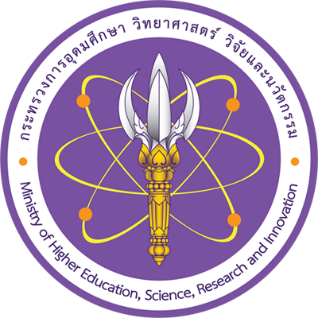 กระทรวงการอุดมศึกษา วิทยาศาสตร์ วิจัยและนวัตกรรม
Ministry of Higher Education, Science, Research and Innovation